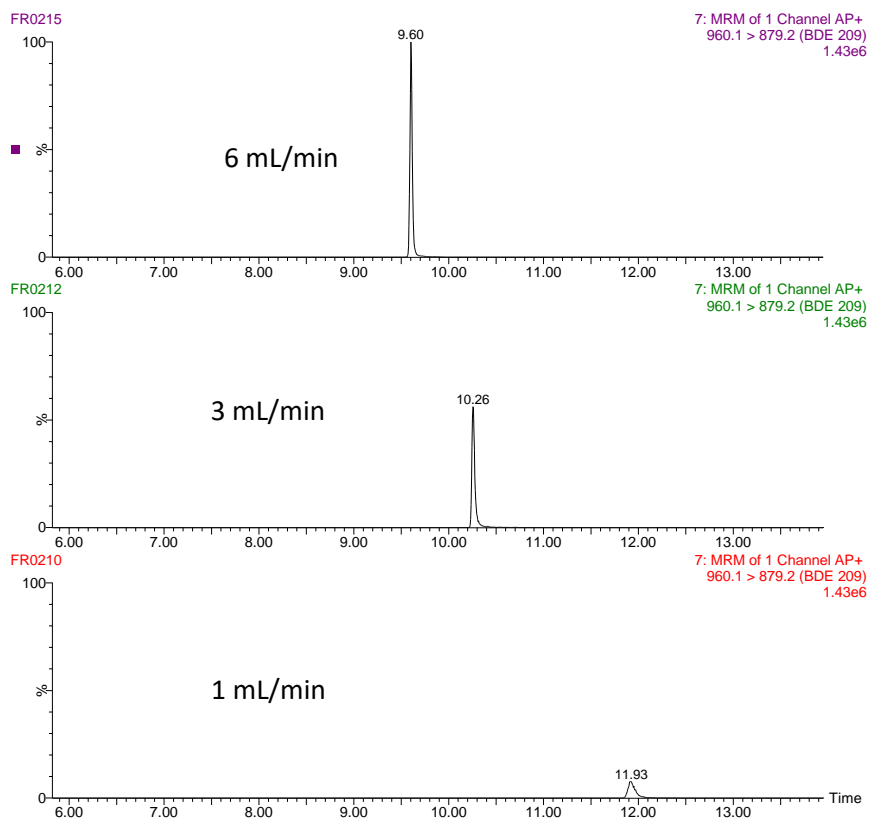 FR0215
7: MRM of 1 Channel AP+
960.1 > 879.2 (BDE 209)
1.43e6
100
9.60
%
6 mL/min
0
6.00 7.00 8.00 9.00 10.00 11.00 12.00 13.00
FR0212
7: MRM of 1 Channel AP+
960.1 > 879.2 (BDE 209)
1.43e6
100
10.26
%
3 mL/min
0
6.00 7.00 8.00 9.00 10.00 11.00 12.00 13.00
FR0210
7: MRM of 1 Channel AP+
960.1 > 879.2 (BDE 209)
1.43e6
100
%
1 mL/min
11.93
0
Time
6.00 7.00 8.00 9.00 10.00 11.00 12.00 13.00